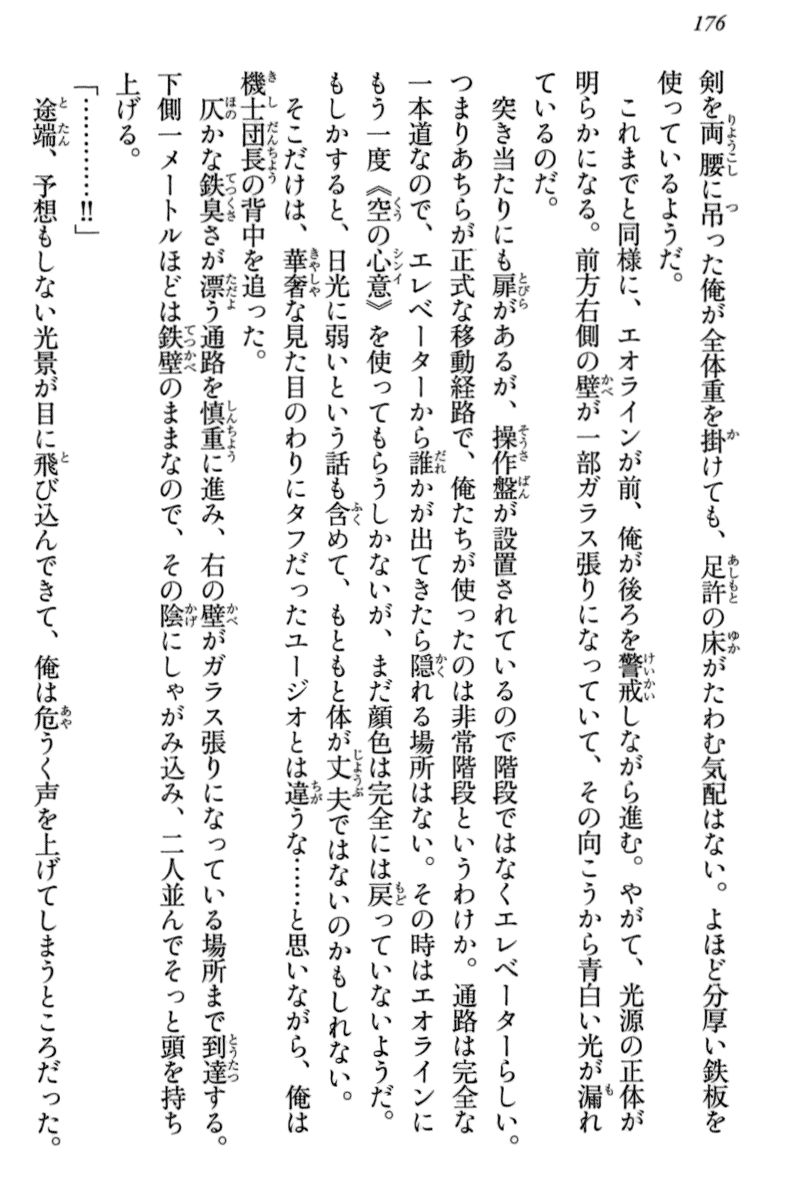 176
剣を両腰に吊った俺が全体重を掛けても、足許の床がたわむ気配はない。よほど分厚い鉄板を
使っているようだ。
これまでと同様に、エオラインが前、俺が後ろを警戒しながら進む。やがて、光源の正体が
明らかになる。前方右側の壁が一部ガラス張りになっていて、その向こうから青白い光が漏れ
ているのだ。
突き当たりにも扉があるが、操作盤が設置されているので階段ではなくエレベーターらしい。
つまりあちらが正式な移動経路で、俺たちが使ったのは非常階段というわけか。通路は完全な
一本道なので、エレベーターから誰かが出てきたら隠れる場所はない。その時はエオラインに
もう一度《空の心意》を使ってもらうしかないが、まだ顔色は完全には戻っていないようだ。
もしかすると、日光に弱いという話も含めて、もともと体が丈夫ではないのかもしれない。
そこだけは、華奢な見た目のわりにタフだったユージオとは違うな……と思いながら、俺は
機士団長の背中を追った。
仄かな鉄臭さが漂う通路を慎重に進み、右の壁がガラス張りになっている場所まで到達する。
下側一メートルほどは鉄壁のままなので、その陰にしゃがみ込み、二人並んでそっと頭を持ち
上げる。
「…………!!」
途端、予想もしない光景が目に飛び込んできて、俺は危うく声を上げてしまうところだった。